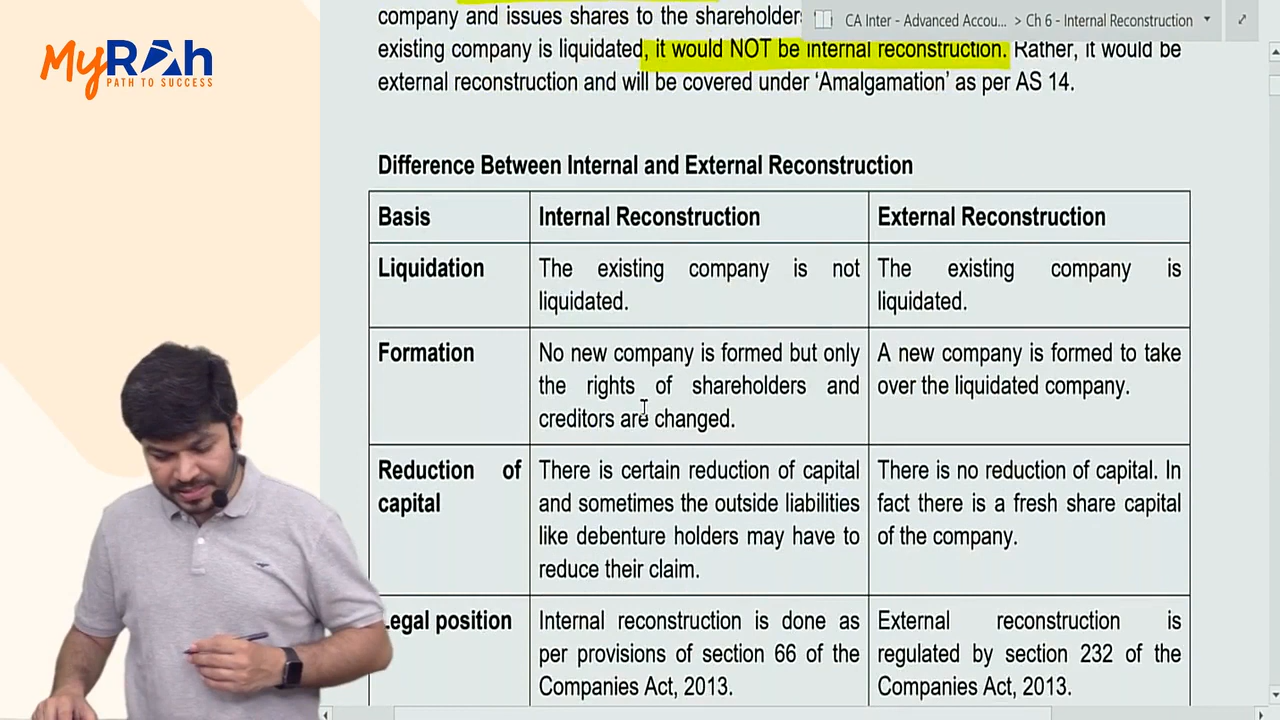 MyRAh
PATH TO SUCCESS
CA Inter - Advanced Accou... > Ch 6 - Internal Reconstruction
company and issues shares to the shareholders
existing company is liquidated, it would NOT be internal reconstruction. Rather, it would be
external reconstruction and will be covered under ‘Amalgamation’ as per AS 14.
Difference Between Internal and External Reconstruction
Basis
Internal Reconstruction
External Reconstruction
Liquidation
The existing company is not
liquidated.
The existing company is
liquidated.
Formation
No new company is formed but only
the rights of shareholders and
creditors are changed.
A new company is formed to take
over the liquidated company.
Reduction of
capital
There is certain reduction of capital
and sometimes the outside liabilities
like debenture holders may have to
reduce their claim.
There is no reduction of capital. In
fact there is a fresh share capital
of the company.
Legal position
Internal reconstruction is done as
per provisions of section 66 of the
Companies Act, 2013.
External reconstruction is
regulated by section 232 of the
Companies Act, 2013.